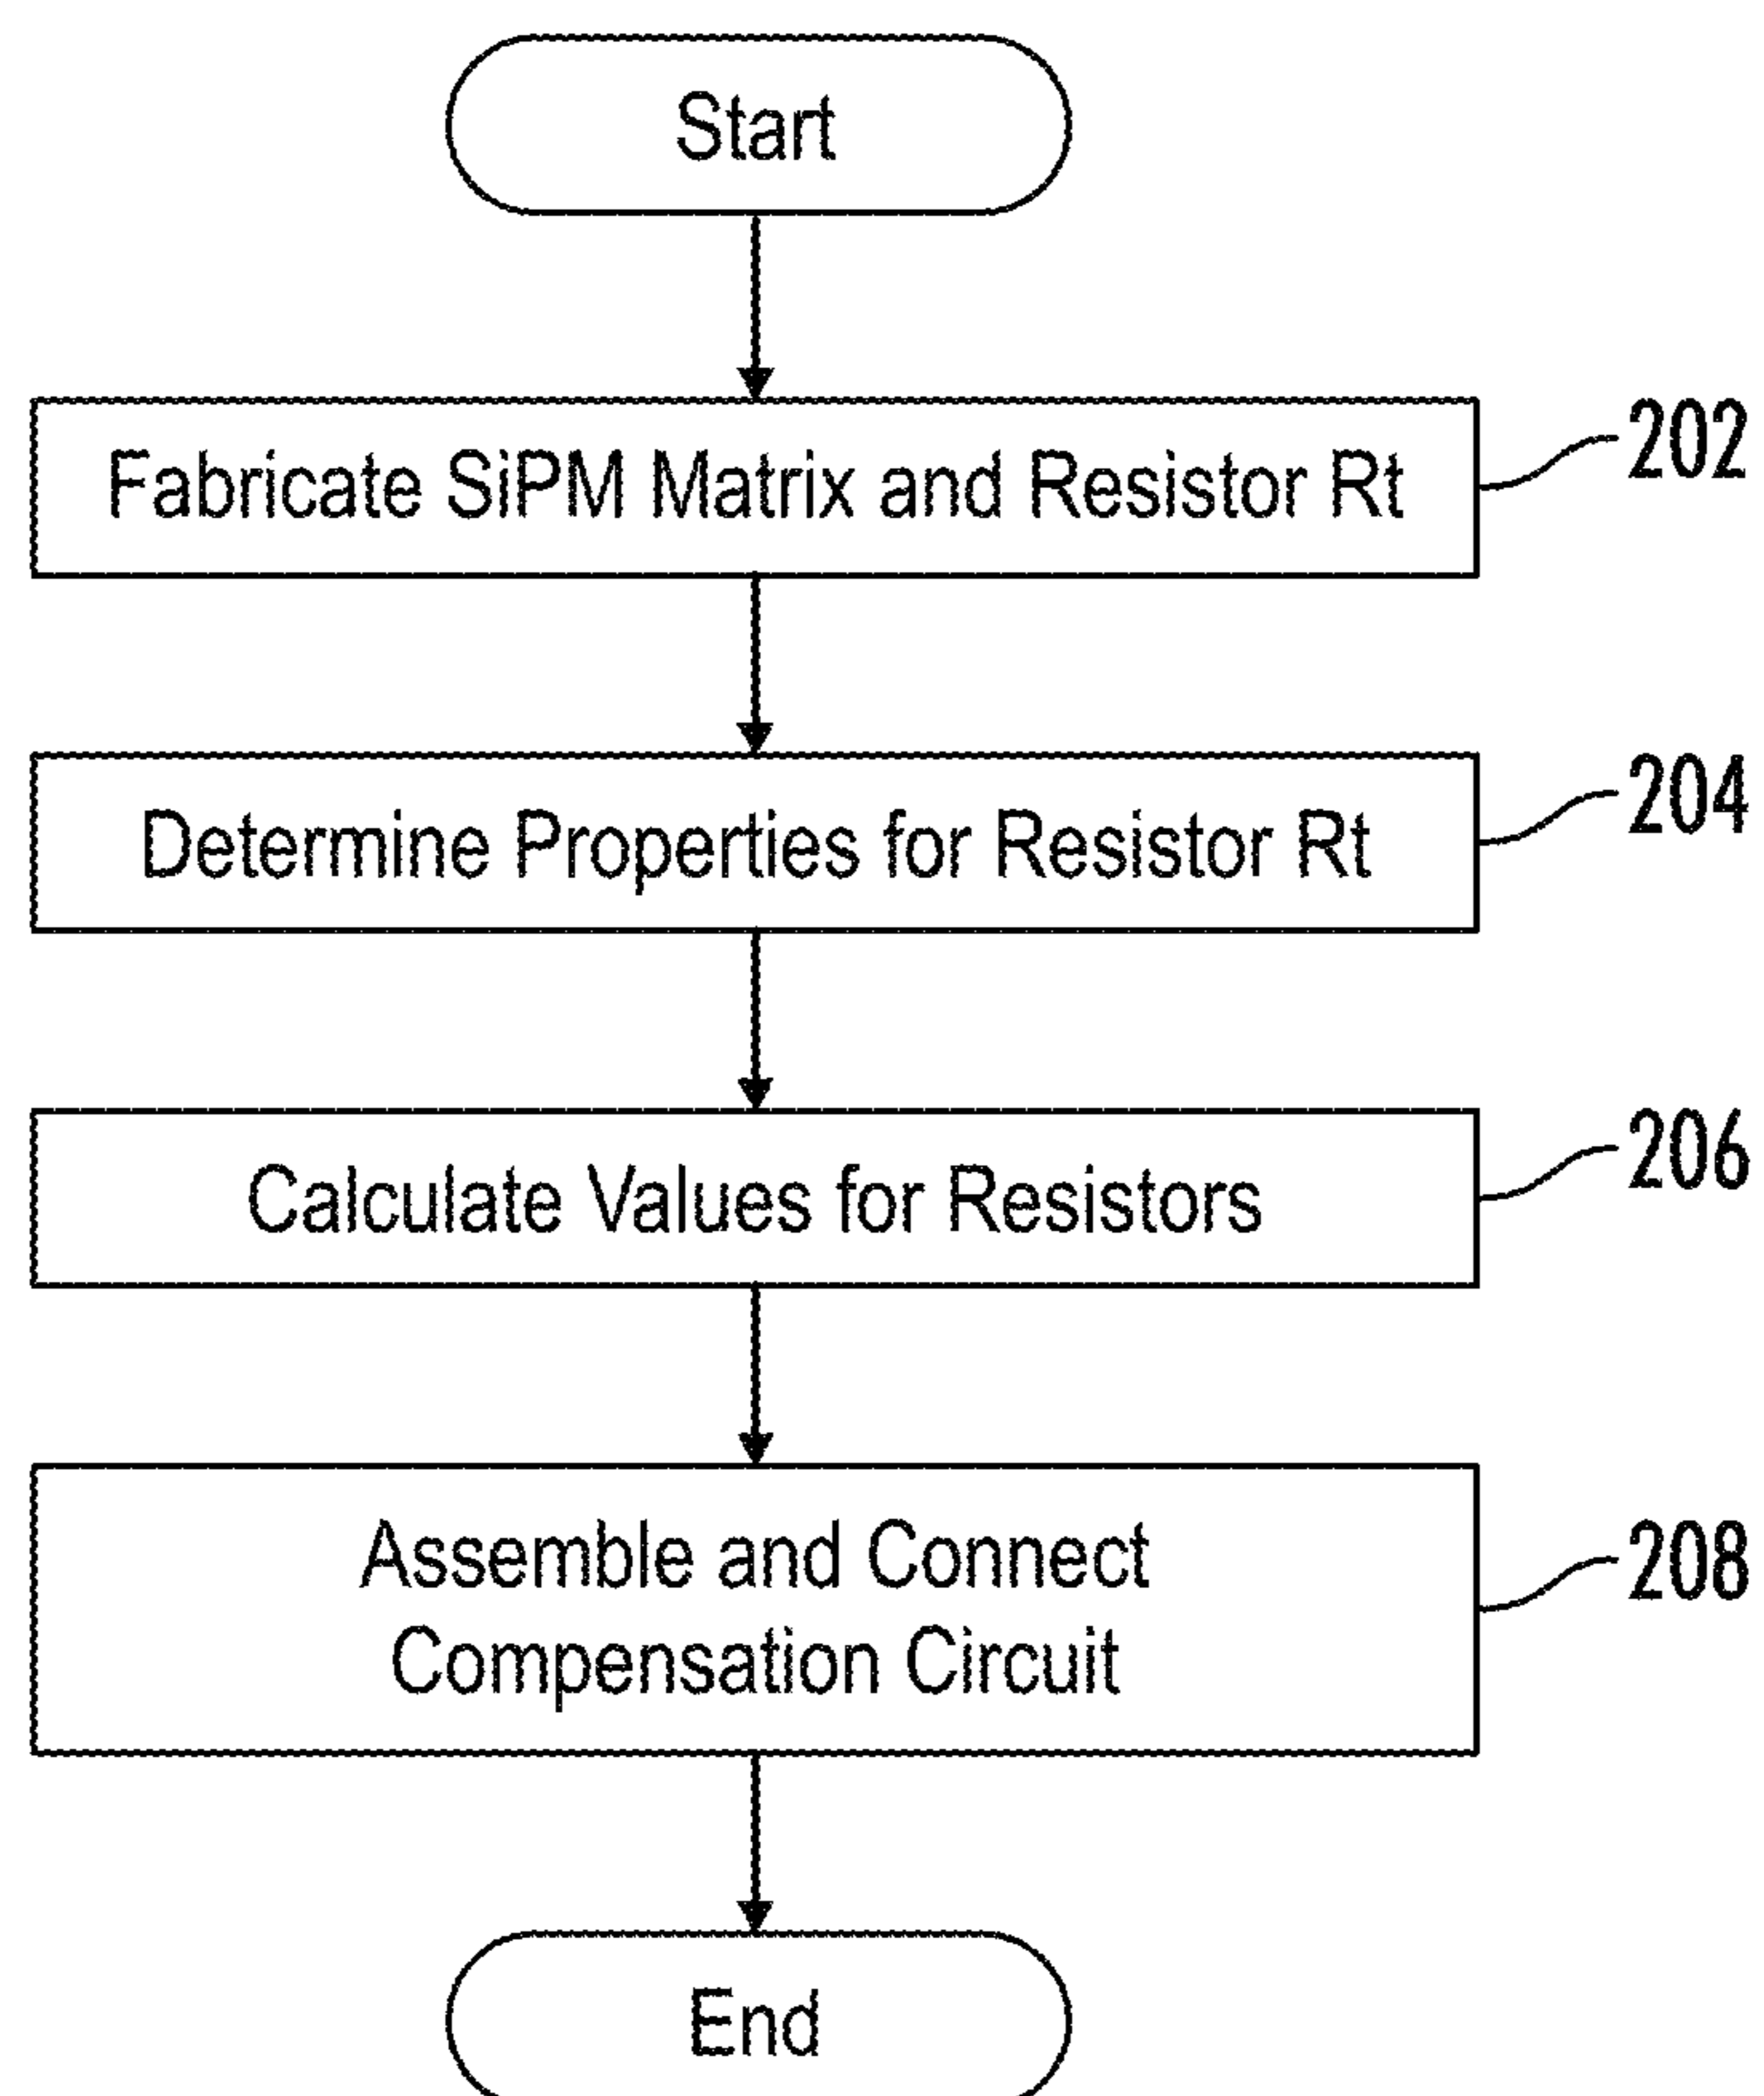 Start
Fabricate SiPM Matrix and Resistor Rt
202
Determine Properties for Resistor Rt
204
Calculate Values for Resistors
206
Assemble and Connect
Compensation Circuit
208
End